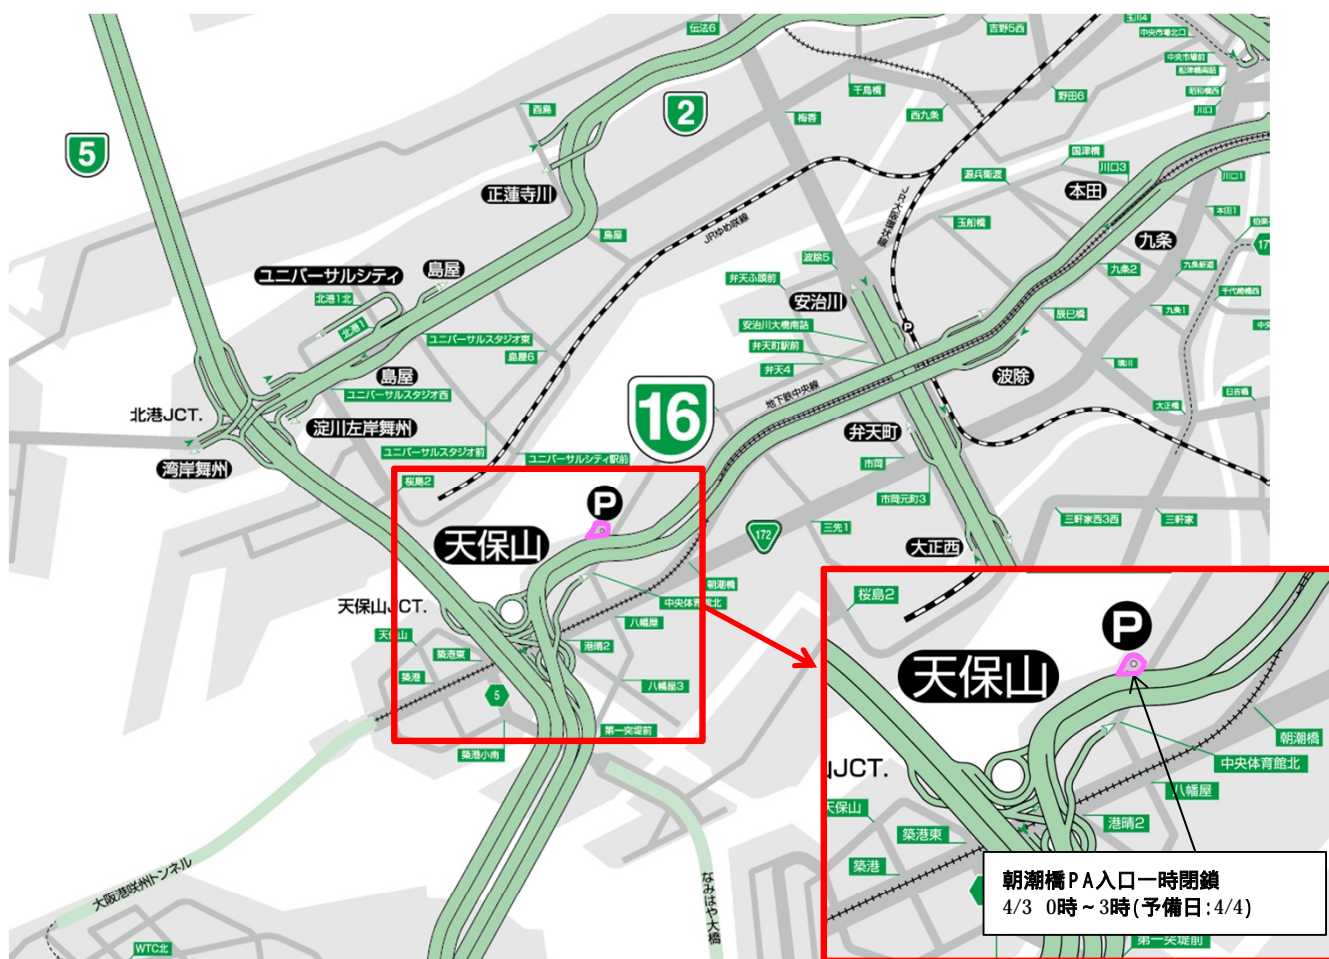 伝法6
吉野5西
玉川4
中央市場北口
中央市場前
船津橋南詰
昭和橋西
川口
千鳥橋
野田6
酉島
2
梅香
西九条
5
国津橋
川口3
源兵衛渡
本田
川口1
正蓮寺川
JR大阪環状線
玉船橋
本田1
島屋
JRゆめ咲線
九条
171
ユニバーサルシティ
島屋
波除5
九条2
九条新道
弁天ふ頭前
北港1北
安治川
千代崎橋西
北港1
安治川大橋南詰
P
辰巳橋
九条1
中央
ユニバーサルスタジオ東
弁天町駅前
島屋6
弁天4
境川
島屋
波除
16
地下鉄中央線
ユニバーサルスタジオ西
日吉橋
北港JCT.
大正橋
淀川左岸舞州
弁天町
ユニバーサルスタジオ前
ユニバーサルシティ駅前
市岡
湾岸舞州
桜島2
市岡元町3
P
172
三先1
三軒家西3西
三軒家
天保山
大正西
朝潮橋
天保山JCT.
中央体育館北
八幡屋
天保山
港晴2
築港東
築港
八幡屋3
5
第一突堤前
築港小南
大阪港咲州トンネル
なみはや大橋
WTC北
桜島2
P
天保山
朝潮橋
JCT.
中央体育館北
八幡屋
天保山
港晴2
築港東
築港
朝潮橋PA入口一時閉鎖
4/3 0時~3時(予備日:4/4)
第一突堤前